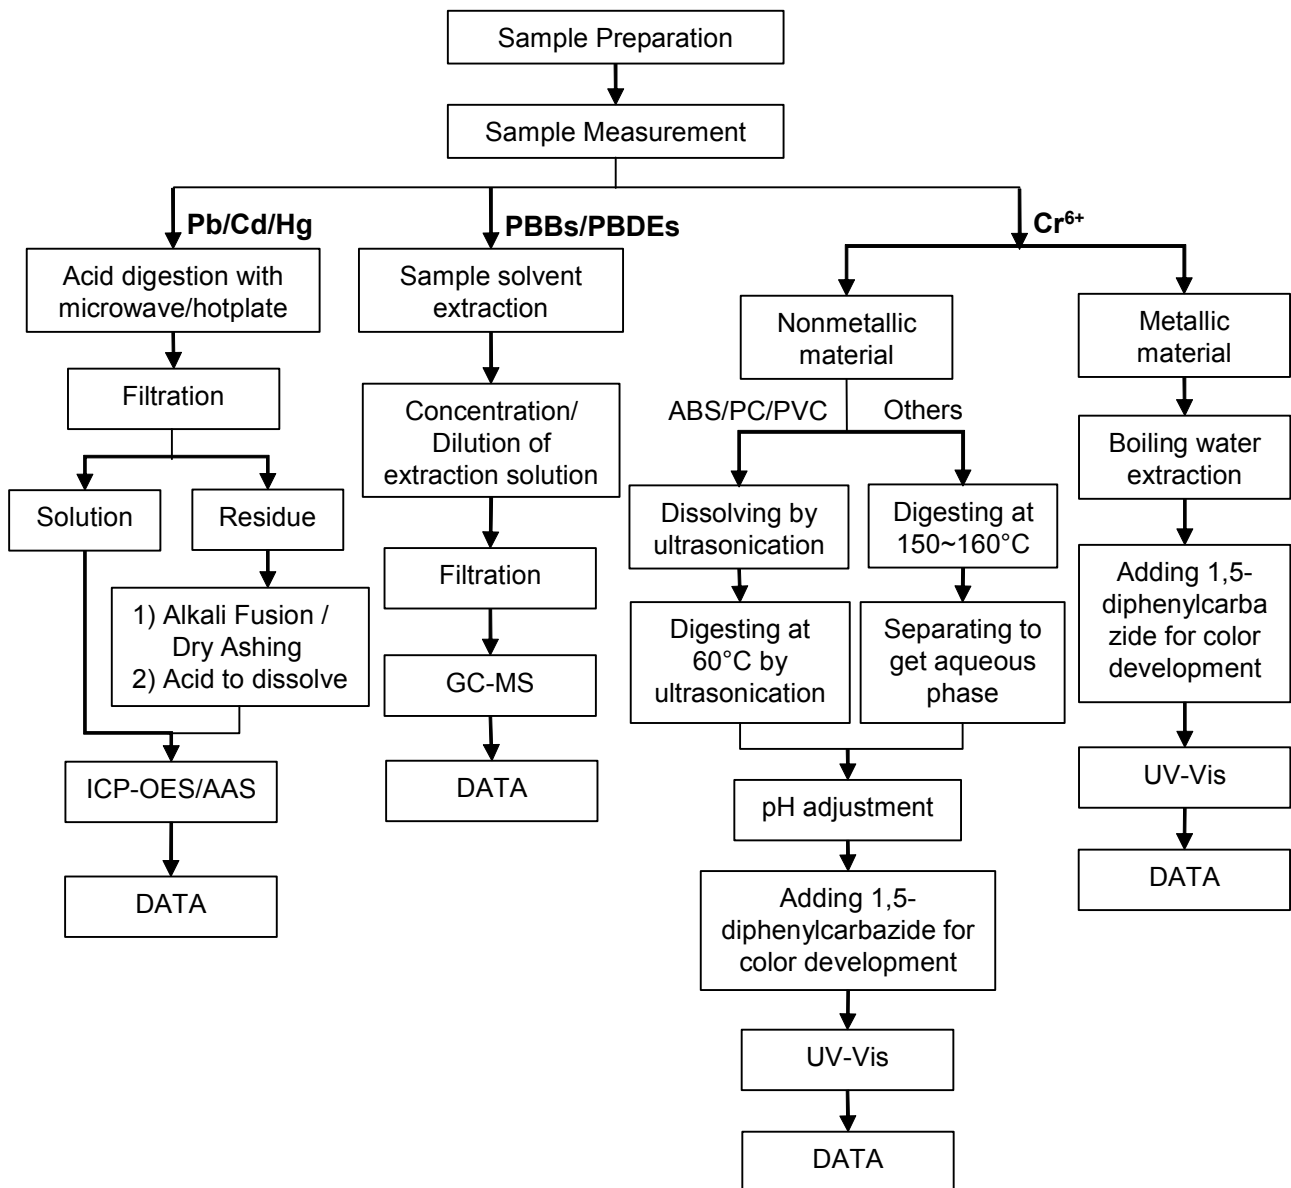 Sample Preparation
Sample Measurement
Pb/Cd/Hg
Acid digestion with
microwave/hotplate
Filtration
Solution
Residue
1) Alkali Fusion /
Dry Ashing
2) Acid to dissolve
ICP-OES/AAS
DATA
PBBs/PBDEs
Sample solvent
extraction
Concentration/
Dilution of
extraction solution
Filtration
GC-MS
DATA
Cr⁶⁺
Nonmetallic
material
ABS/PC/PVC
Others
Dissolving by
ultrasonication
Digesting at
60°C by
ultrasonication
Digesting at
150~160°C
Separating to
get aqueous
phase
pH adjustment
Adding 1,5-
diphenylcarbazide for
color development
UV-Vis
DATA
Metallic
material
Boiling water
extraction
Adding 1,5-
diphenylcarba
zide for color
development
UV-Vis
DATA